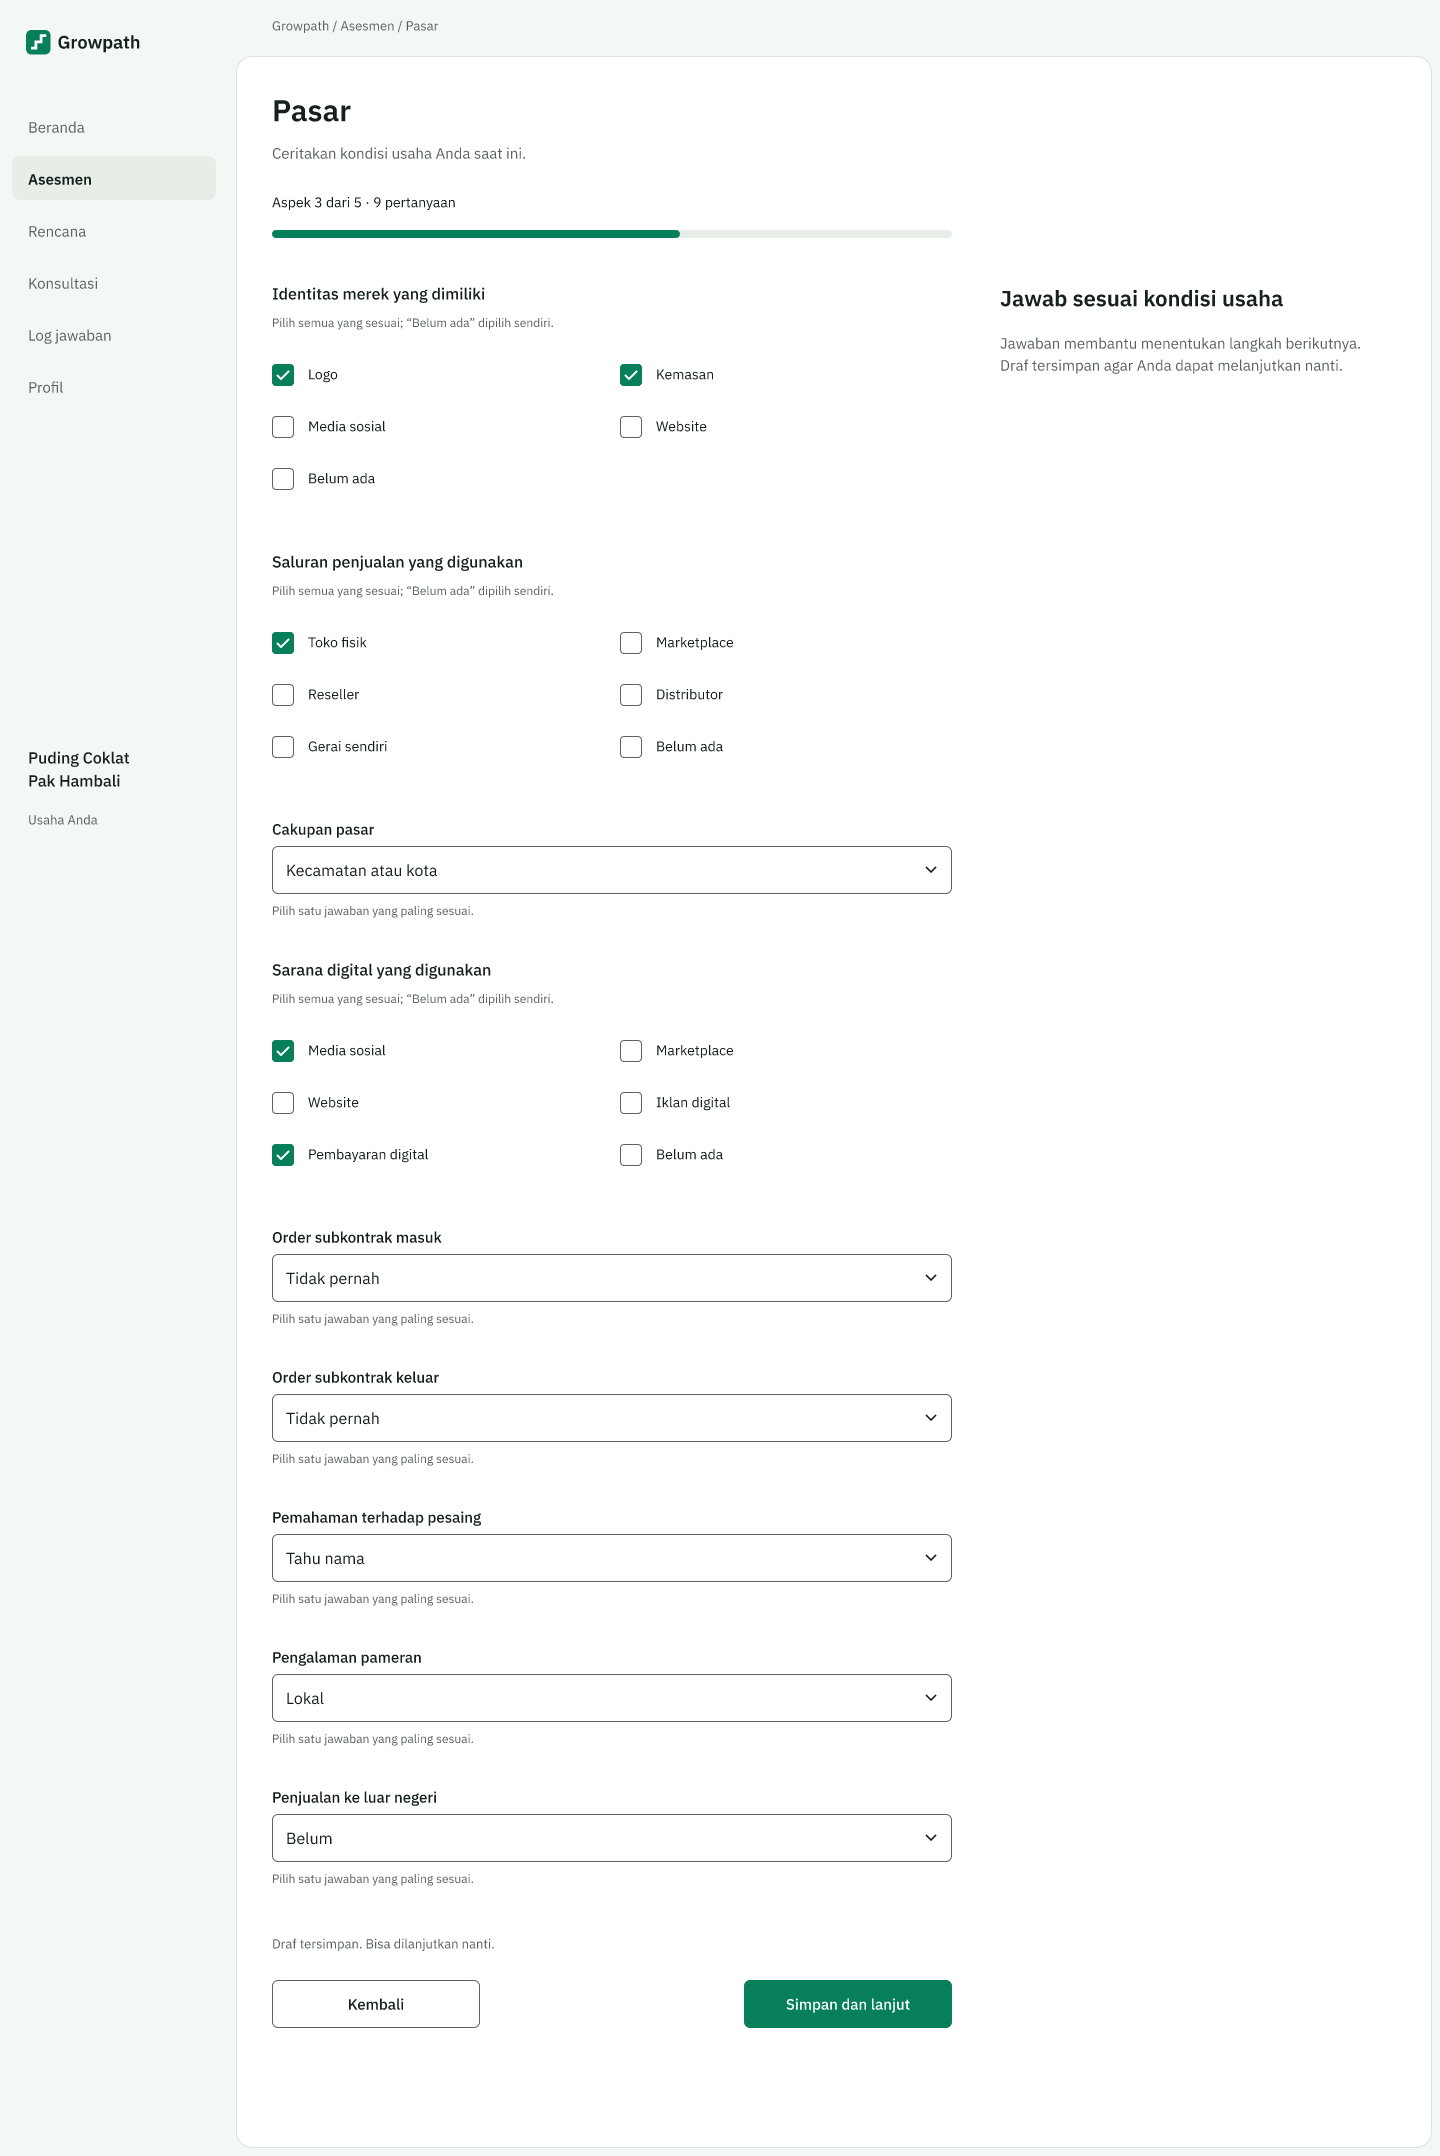 Growpath
Beranda
Asesmen
Rencana
Konsultasi
Log jawaban
Profil
Puding Coklat
Pak Hambali
Usaha Anda
Growpath / Asesmen / Pasar
Pasar
Ceritakan kondisi usaha Anda saat ini.
Aspek 3 dari 5 · 9 pertanyaan
Identitas merek yang dimiliki
Pilih semua yang sesuai; “Belum ada” dipilih sendiri.
Logo
Kemasan
Media sosial
Website
Belum ada
Saluran penjualan yang digunakan
Pilih semua yang sesuai; “Belum ada” dipilih sendiri.
Toko fisik
Marketplace
Reseller
Distributor
Gerai sendiri
Belum ada
Cakupan pasar
Kecamatan atau kota
Pilih satu jawaban yang paling sesuai.
Sarana digital yang digunakan
Pilih semua yang sesuai; “Belum ada” dipilih sendiri.
Media sosial
Marketplace
Website
Iklan digital
Pembayaran digital
Belum ada
Order subkontrak masuk
Tidak pernah
Pilih satu jawaban yang paling sesuai.
Order subkontrak keluar
Tidak pernah
Pilih satu jawaban yang paling sesuai.
Pemahaman terhadap pesaing
Tahu nama
Pilih satu jawaban yang paling sesuai.
Pengalaman pameran
Lokal
Pilih satu jawaban yang paling sesuai.
Penjualan ke luar negeri
Belum
Pilih satu jawaban yang paling sesuai.
Draf tersimpan. Bisa dilanjutkan nanti.
Kembali
Simpan dan lanjut
Jawab sesuai kondisi usaha
Jawaban membantu menentukan langkah berikutnya.
Draf tersimpan agar Anda dapat melanjutkan nanti.